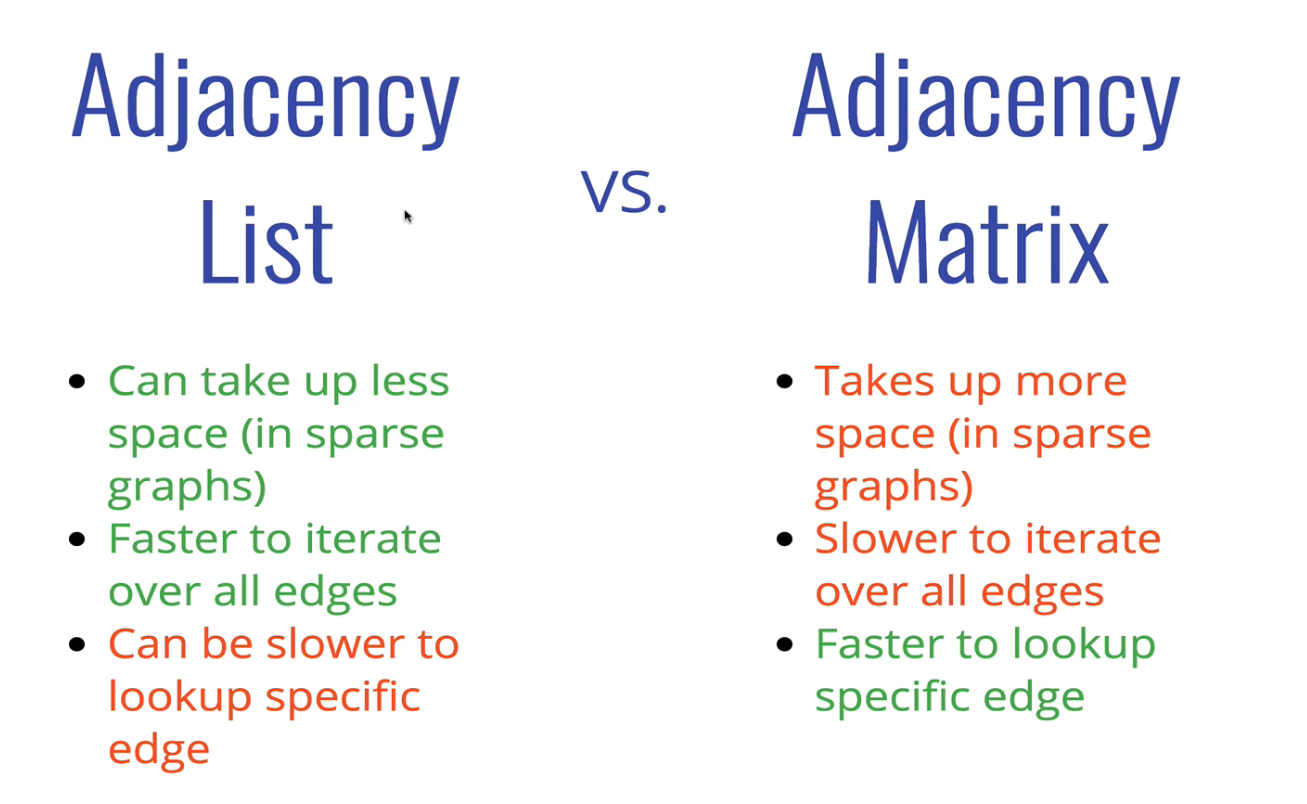 Adjacency
List
vs.
Adjacency
Matrix
• Can take up less
space (in sparse
graphs)
• Faster to iterate
over all edges
• Can be slower to
lookup specific
edge
• Takes up more
space (in sparse
graphs)
• Slower to iterate
over all edges
• Faster to lookup
specific edge